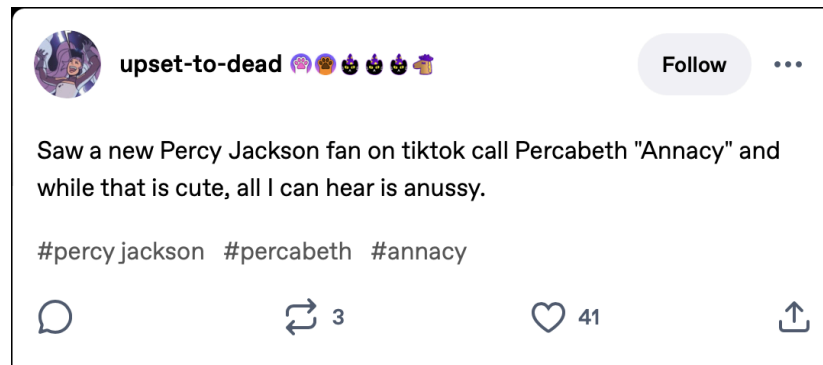 upset-to-dead
Follow
Saw a new Percy Jackson fan on tiktok call Percabeth "Annacy" and
while that is cute, all I can hear is anussy.
#percy jackson #percabeth #annacy
3
41